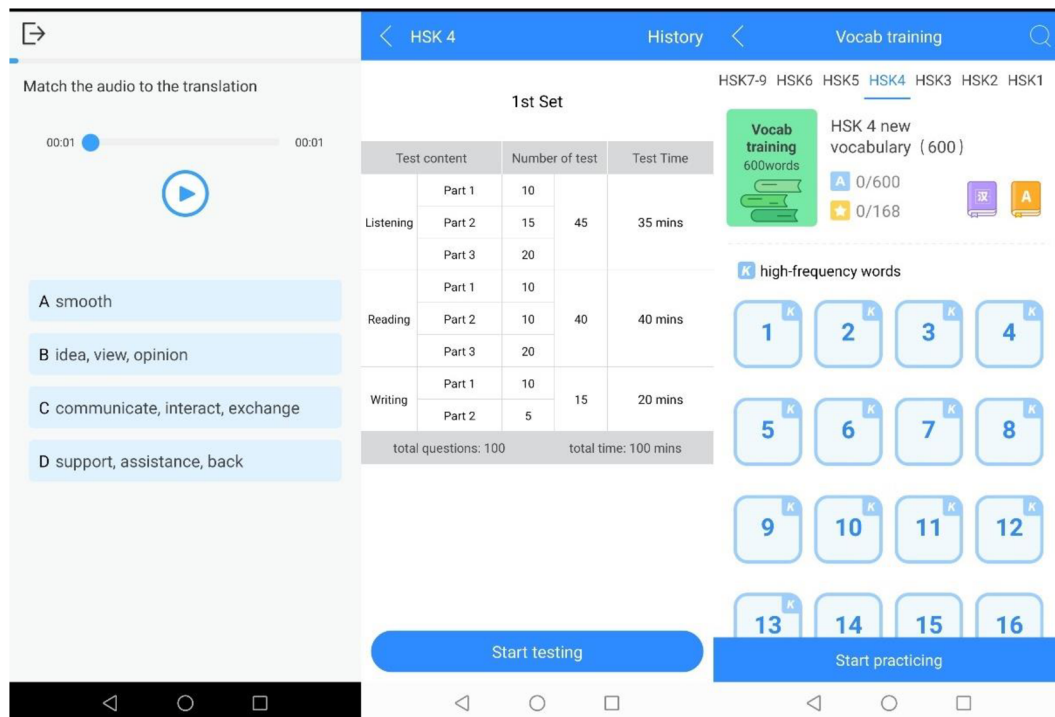 Match the audio to the translation
00:01 00:01
A smooth
B idea, view, opinion
C communicate, interact, exchange
D support, assistance, back
HSK 4 History
1st Set
Test content Number of test Test Time
Listening Part 1 10 45 35 mins
Part 2 15
Part 3 20
Reading Part 1 10 40 40 mins
Part 2 10
Part 3 20
Writing Part 1 10 15 20 mins
Part 2 5
total questions: 100 total time: 100 mins
Start testing
Vocab training
HSK7-9 HSK6 HSK5 HSK4 HSK3 HSK2 HSK1
Vocab
training
600words
HSK 4 new
vocabulary（600）
A 0/600
0/168
汉 A
K high-frequency words
1 K 2 K 3 K 4 K
5 K 6 K 7 K 8 K
9 K 10 K 11 K 12 K
13 K 14 15 16
Start practicing